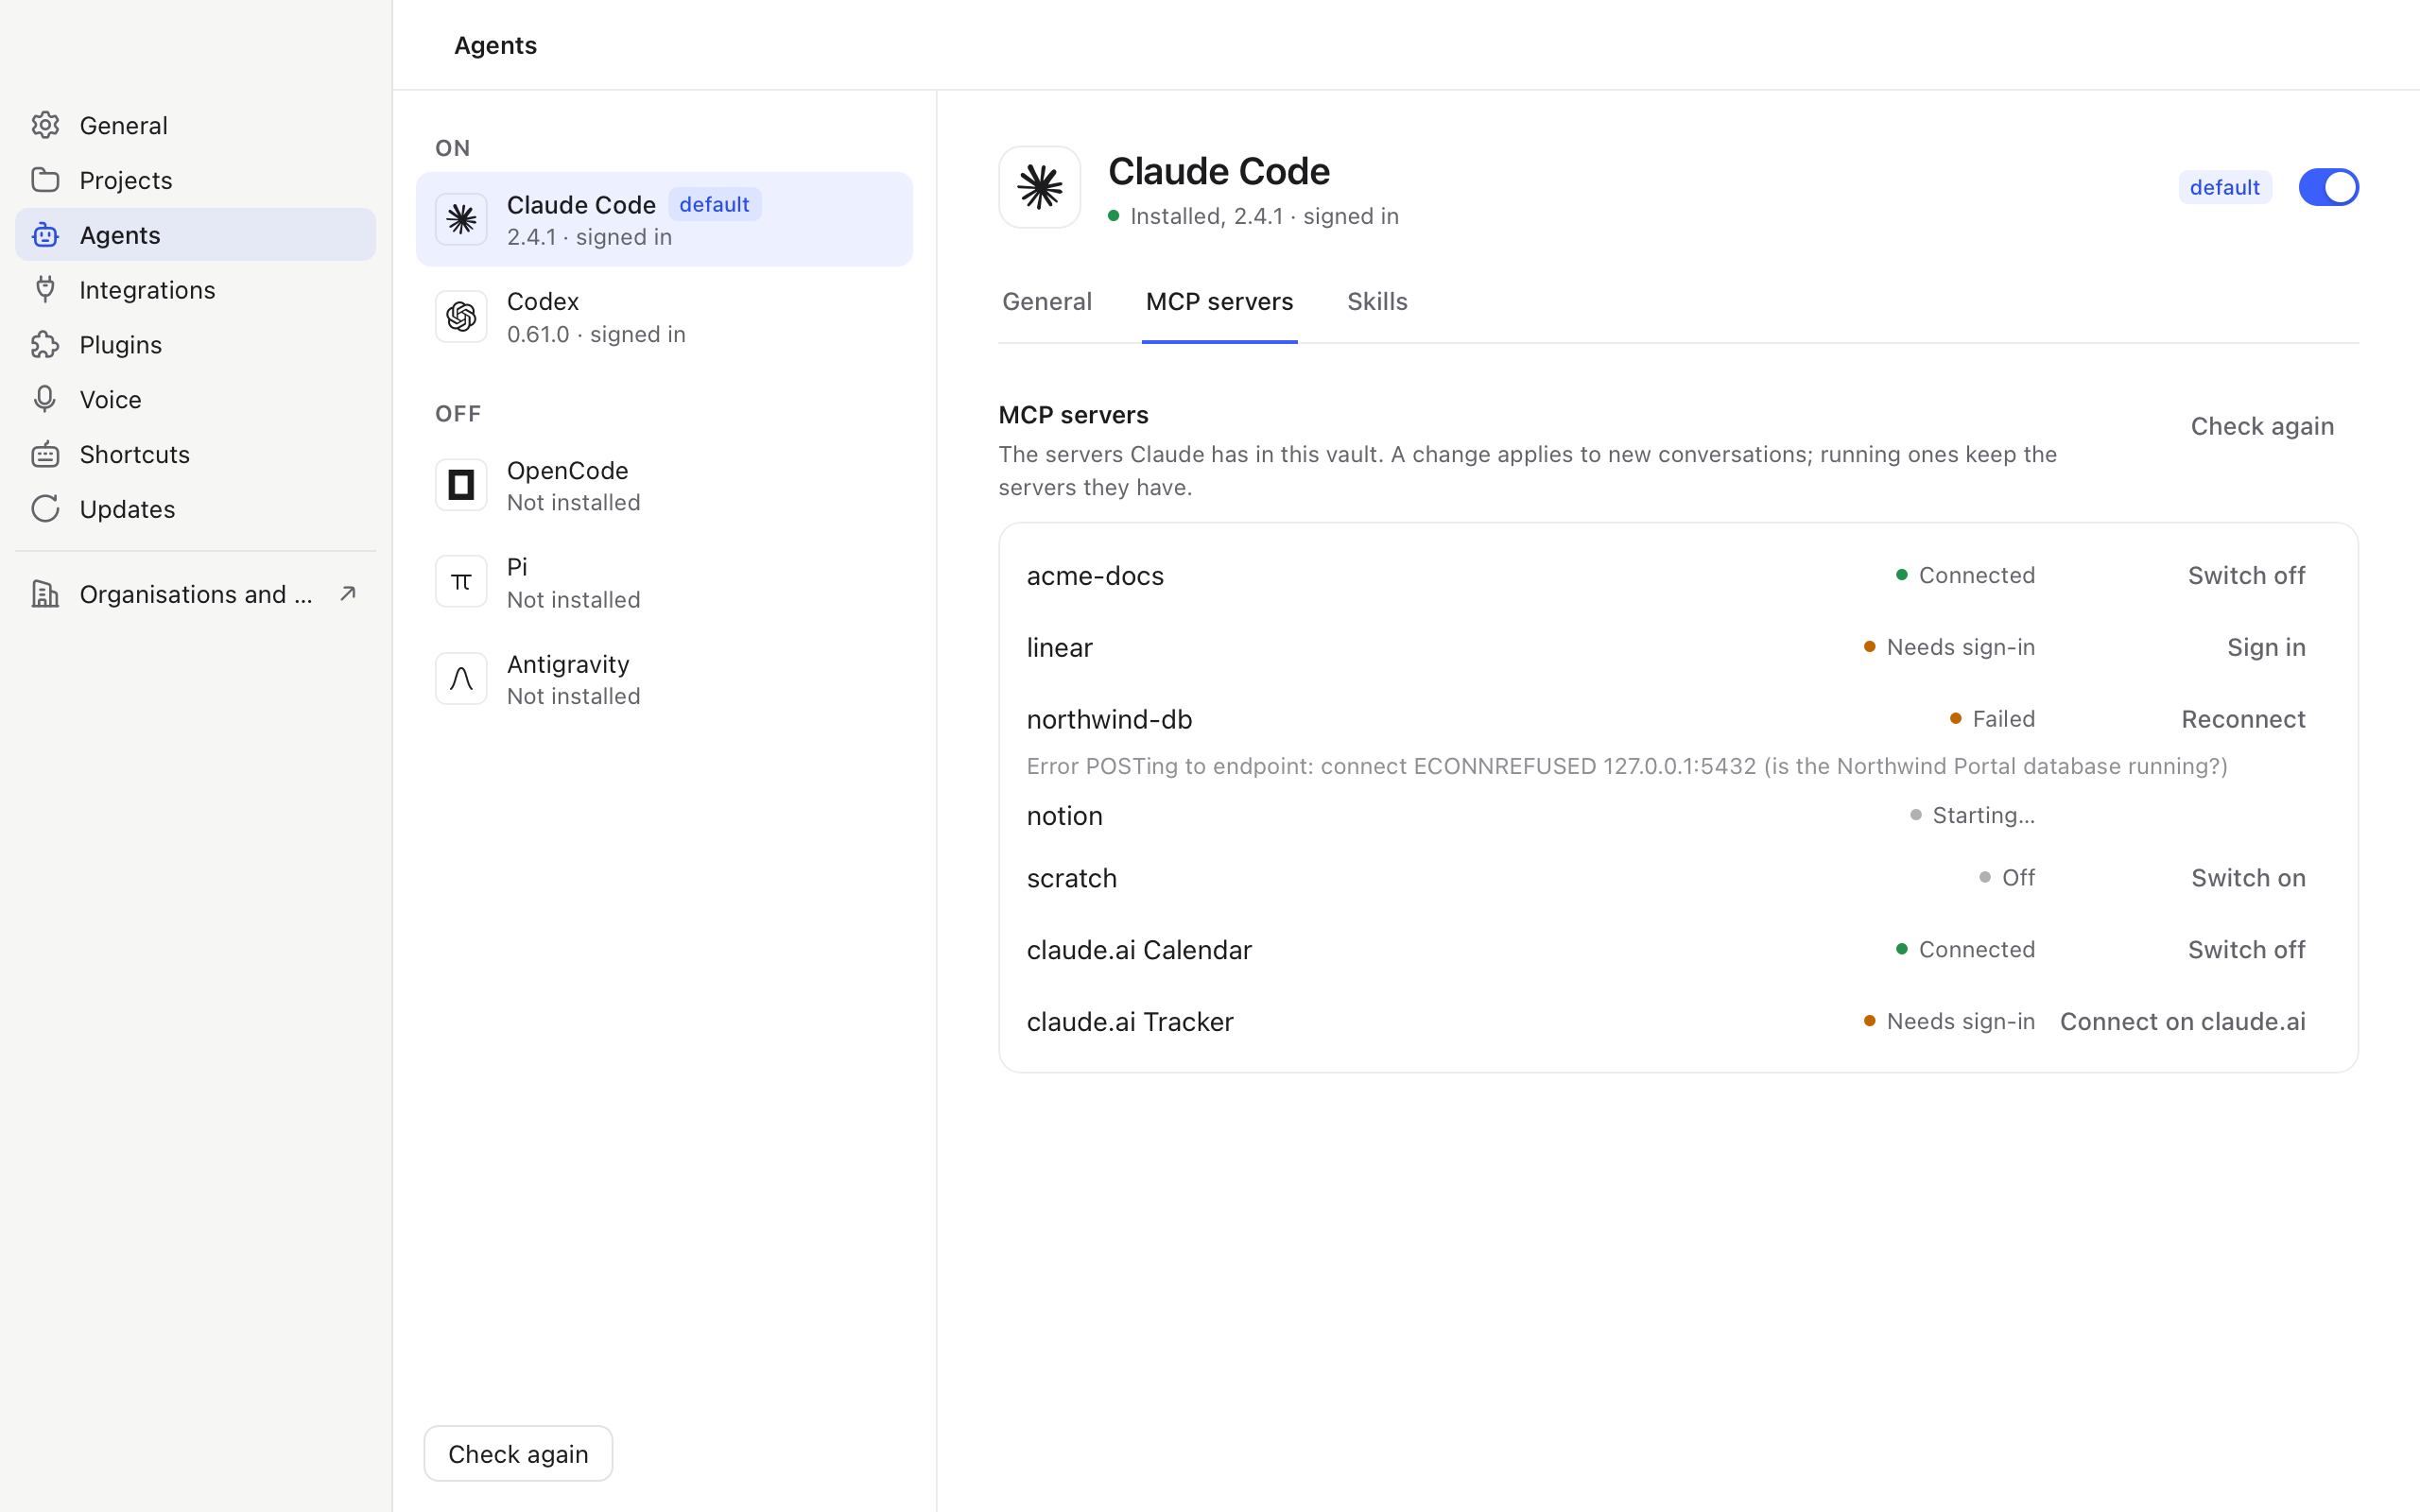 Agents
General
Projects
Agents
Integrations
Plugins
Voice
Shortcuts
Updates
Organisations and ...
ON
Claude Code default
2.4.1 · signed in
Codex
0.61.0 · signed in
OFF
OpenCode
Not installed
Pi
Not installed
Antigravity
Not installed
Check again
Claude Code
Installed, 2.4.1 · signed in
default
General MCP servers Skills
MCP servers
Check again
The servers Claude has in this vault. A change applies to new conversations; running ones keep the
servers they have.
acme-docs Connected Switch off
linear Needs sign-in Sign in
northwind-db Failed Reconnect
Error POSTing to endpoint: connect ECONNREFUSED 127.0.0.1:5432 (is the Northwind Portal database running?)
notion Starting...
scratch Off Switch on
claude.ai Calendar Connected Switch off
claude.ai Tracker Needs sign-in Connect on claude.ai